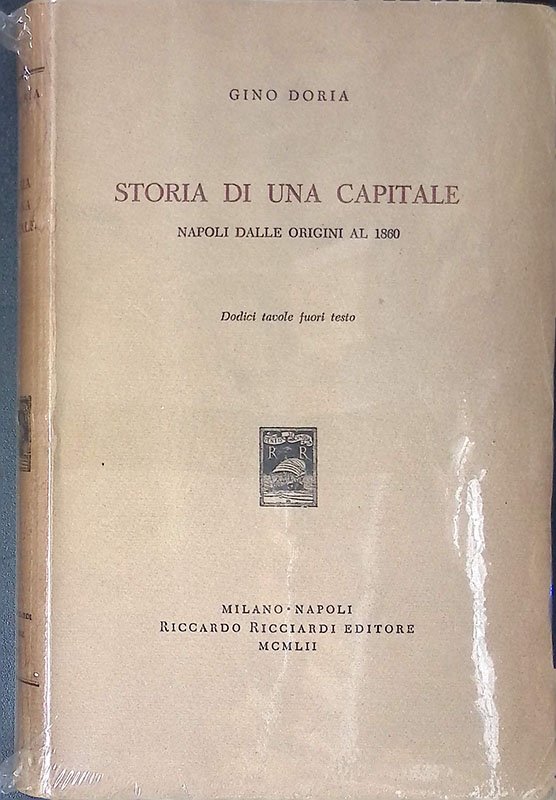 GINO DORIA
STORIA DI UNA CAPITALE
NAPOLI DALLE ORIGINI AL 1860
Dodici tavole fuori testo
R R
MILANO · NAPOLI
RICCARDO RICCIARDI EDITORE
MCMLII